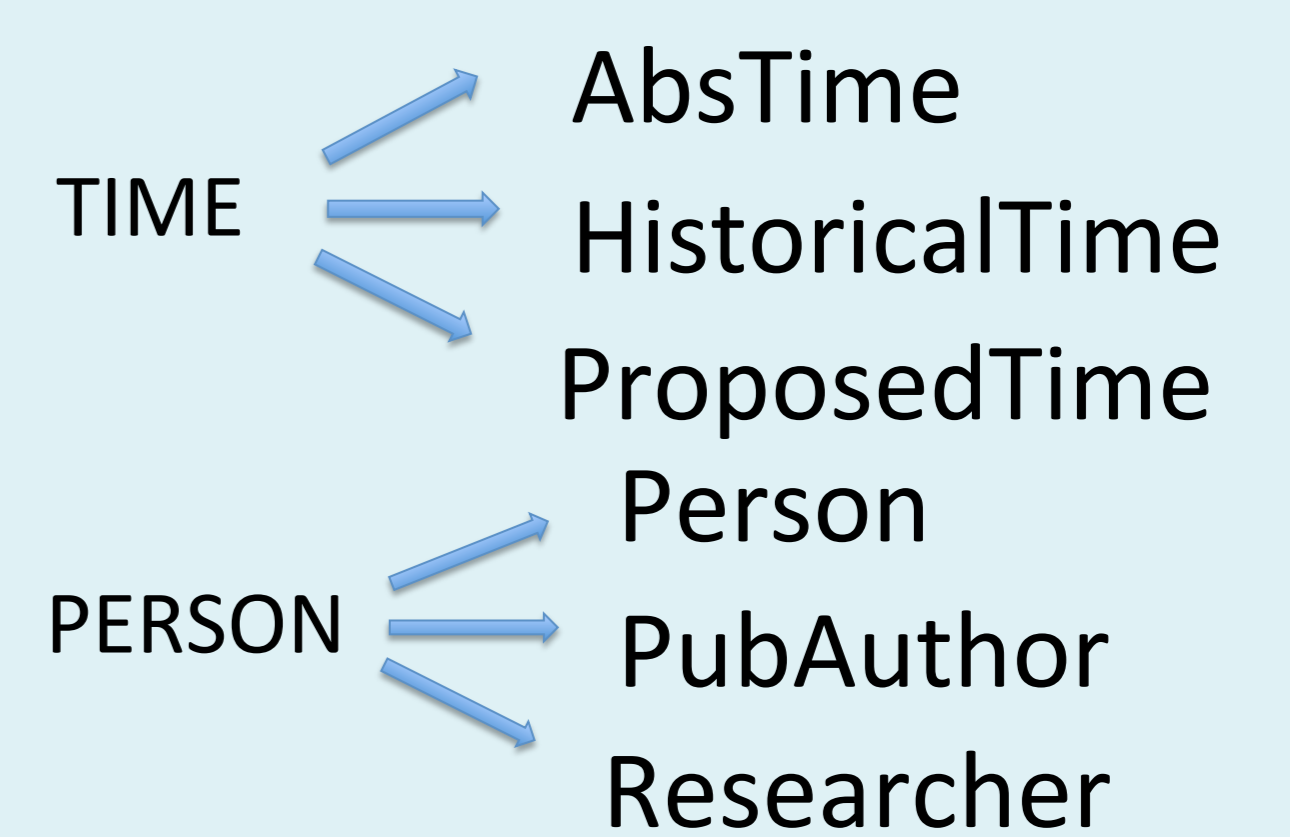 TIME
AbsTime
HistoricalTime
ProposedTime
PERSON
Person
PubAuthor
Researcher